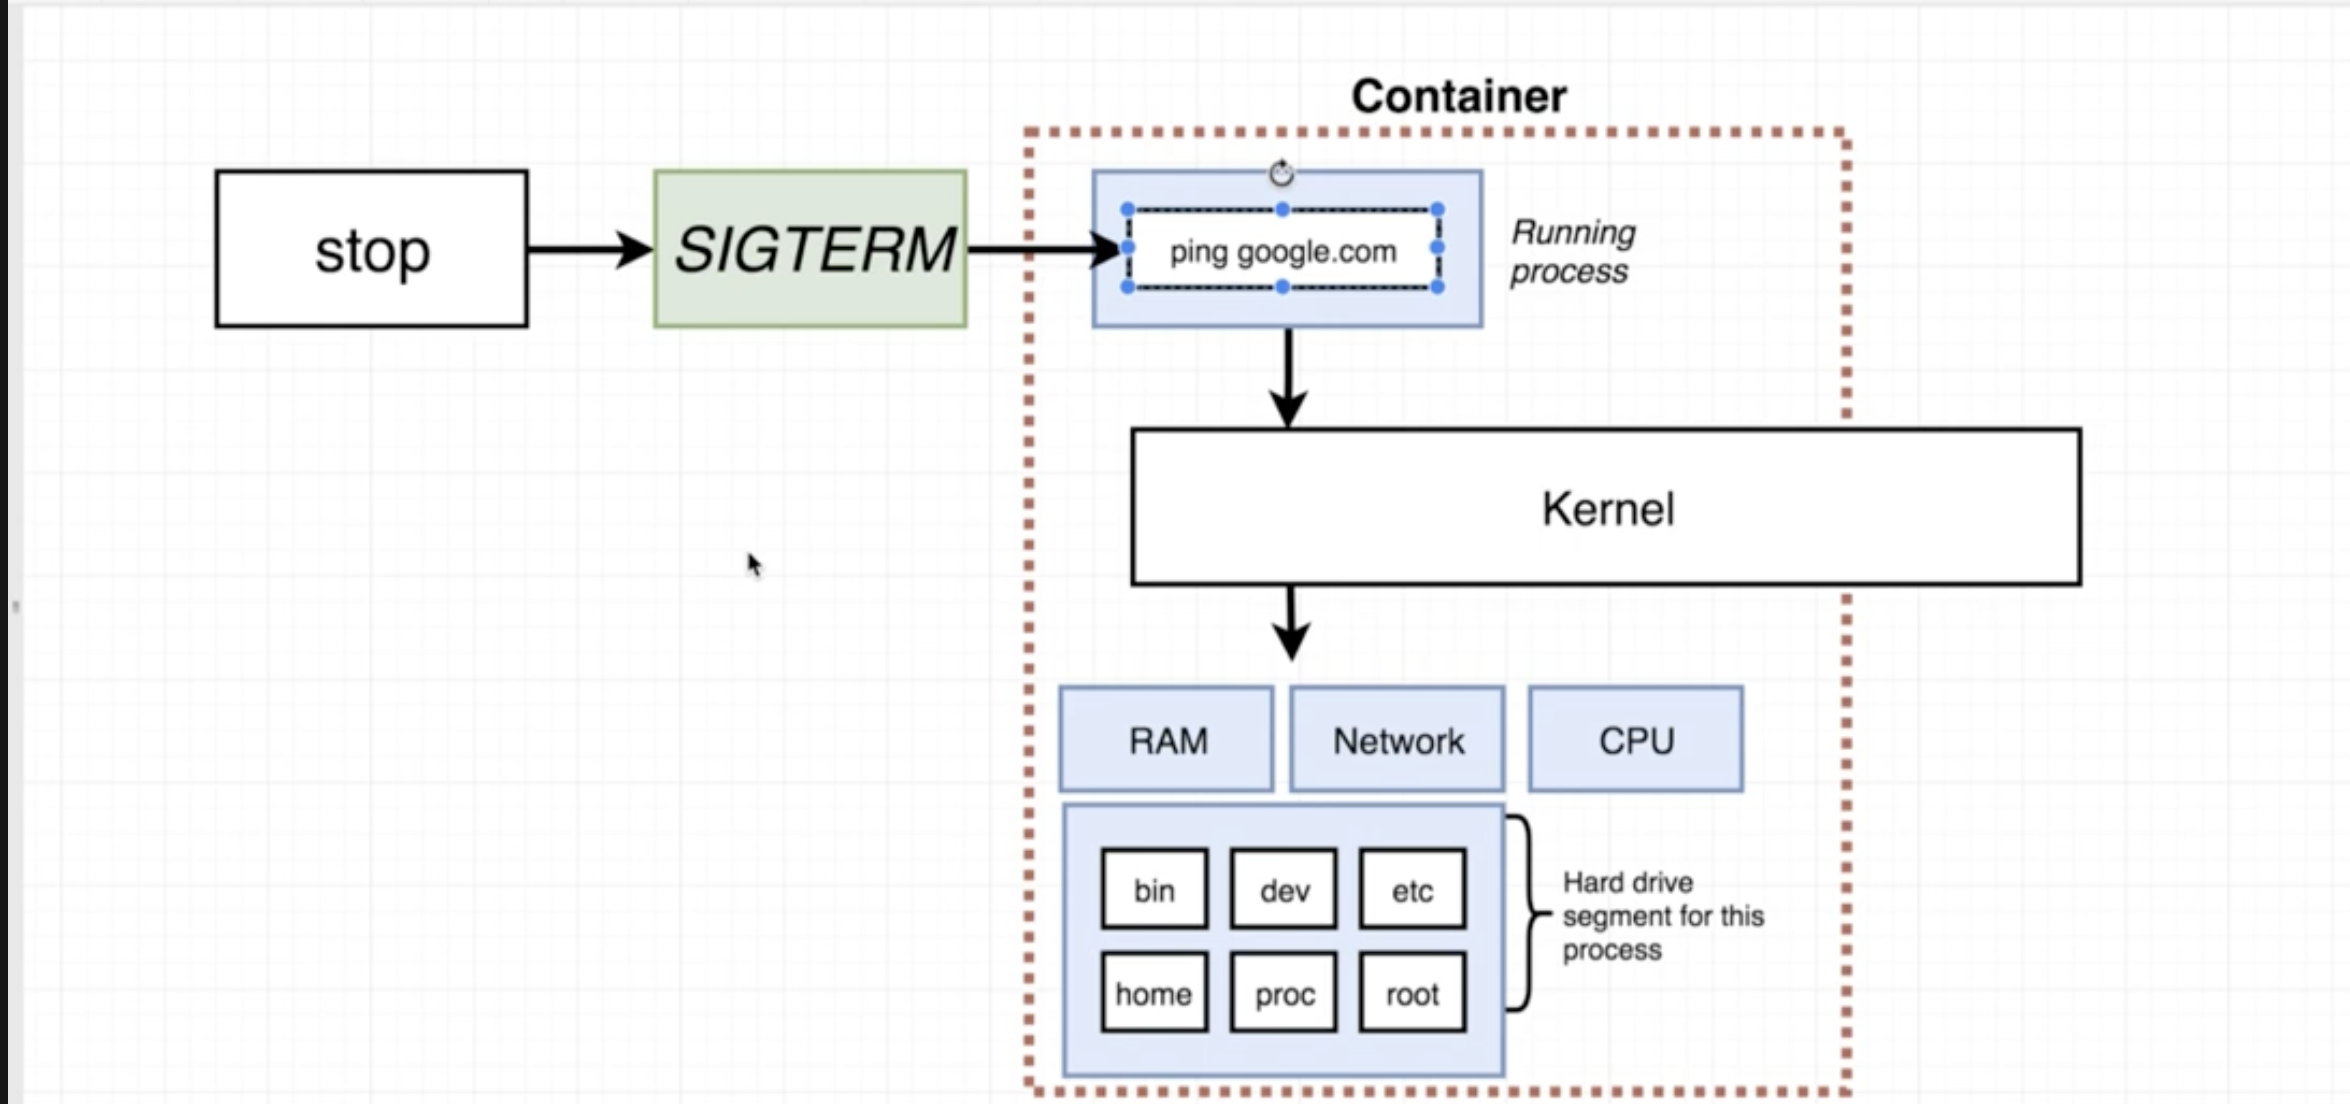 Container
stop
SIGTERM
ping google.com
Running
process
Kernel
RAM
Network
CPU
bin
dev
etc
home
proc
root
Hard drive
segment for this
process